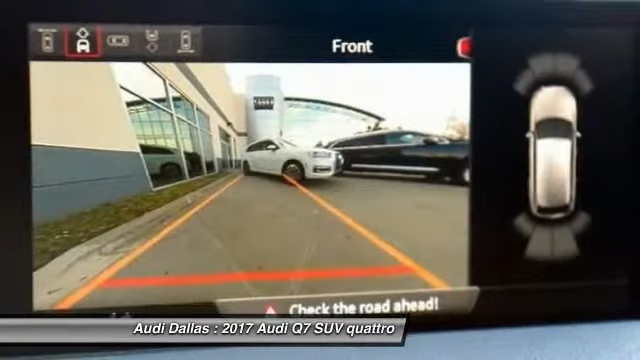 Front
Check the road ahead!
Audi Dallas : 2017 Audi Q7 SUV quattro